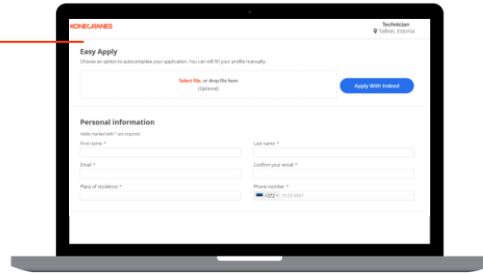 KONECRANES
Technician
Tallinn, Estonia
Easy Apply
Choose an option to autocomplete your application. You can still fill your profile manually.
Select file, or drop file here
(Optional)
Apply With Indeed
Personal information
Fields marked with * are required.
First name *
Last name *
Email *
Confirm your email *
Place of residence *
Phone number *
+372